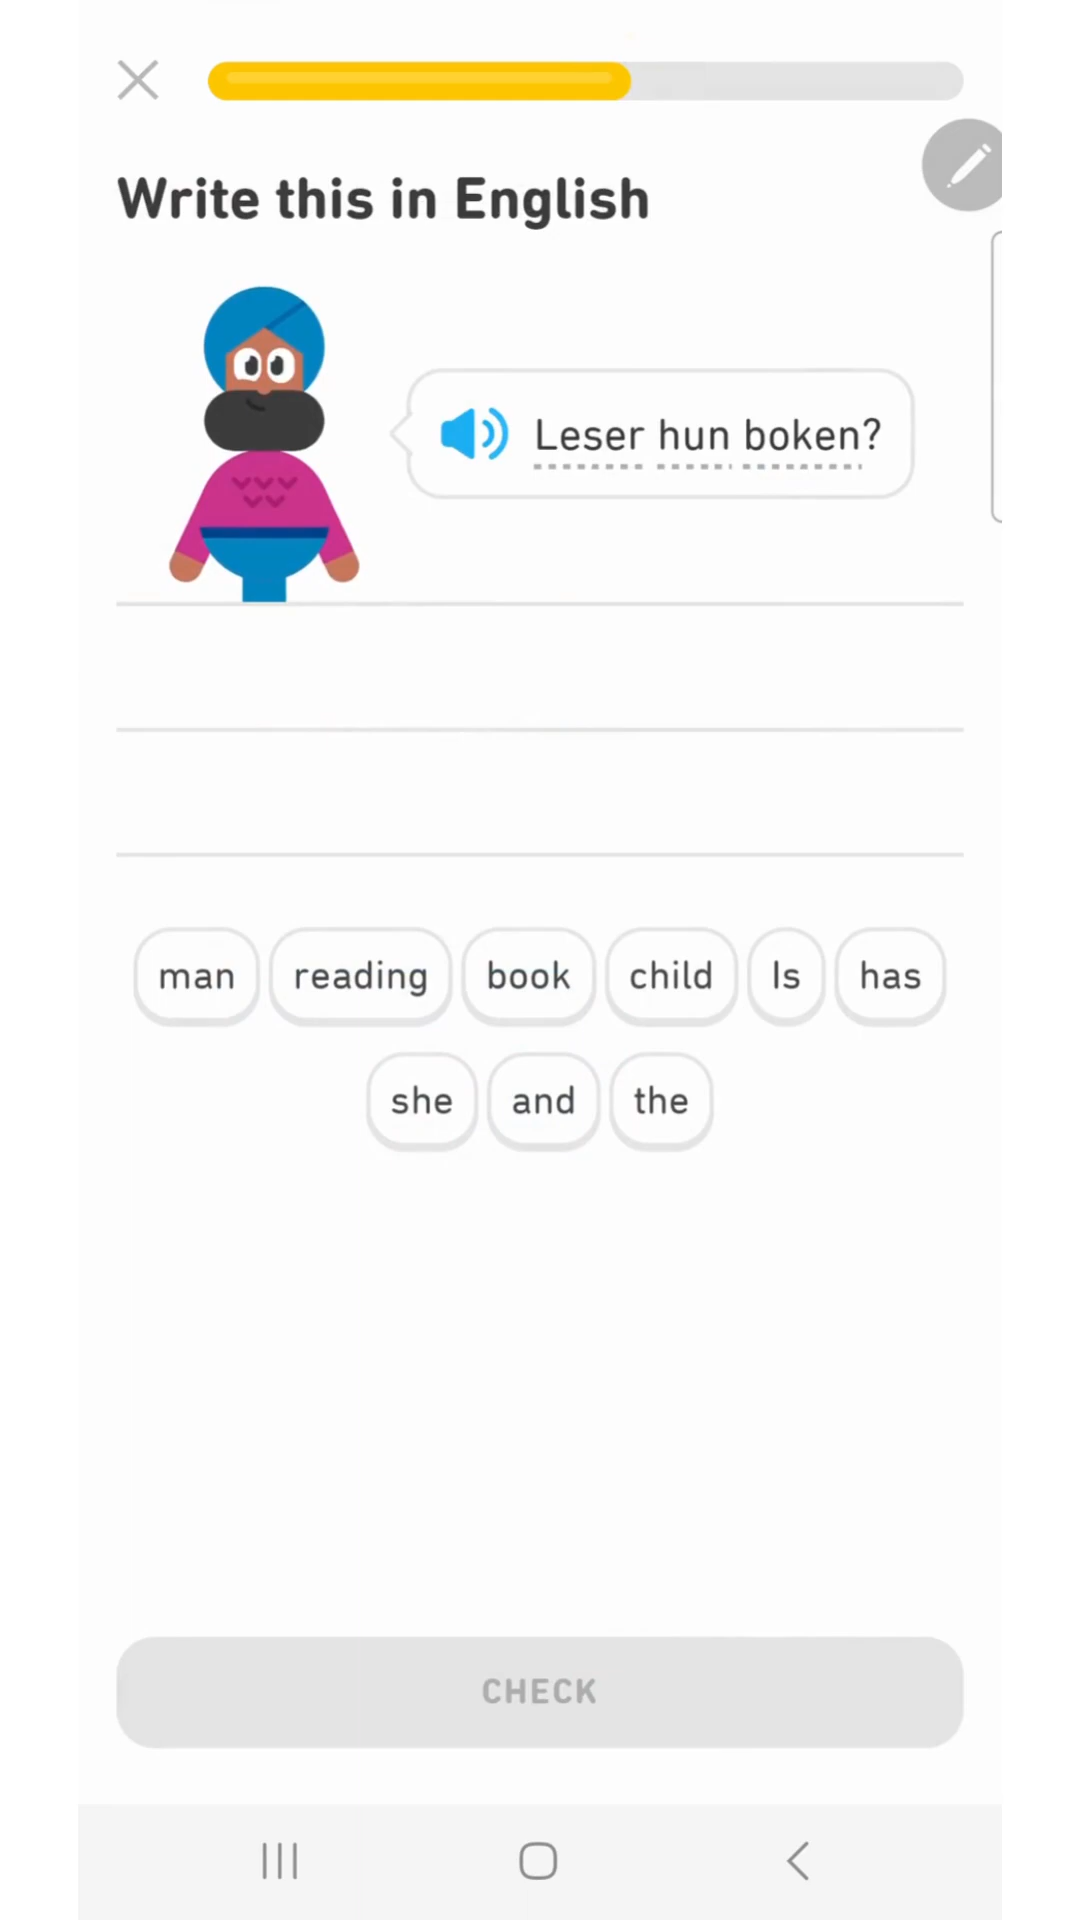 Write this in English
Leser hun boken?
man reading book child Is has
she and the
CHECK